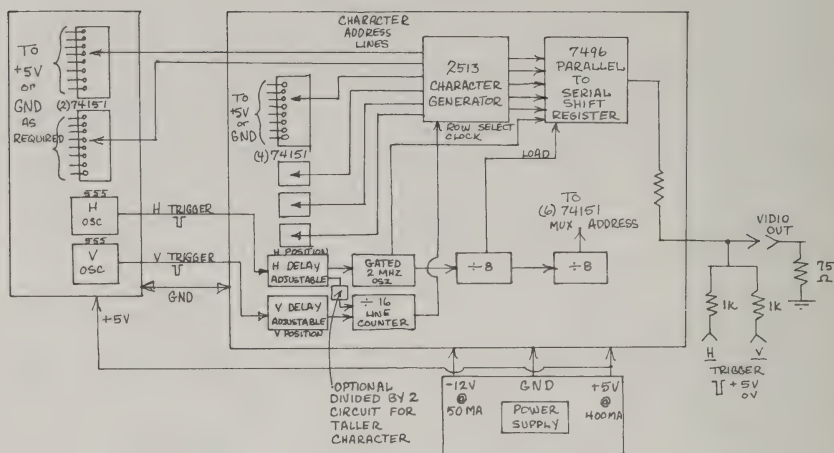 CHARACTER
ADDRESS
LINES
TO
+5V
or
GND
AS
REQUIRED
(2)74151
TO
+5V
or
GND
(4)74151
2513
CHARACTER
GENERATOR
ROW SELECT
CLOCK
7496
PARALLEL
TO
SERIAL
SHIFT
REGISTER
LOAD
TO
(6)74151
MUX ADDRESS
555
H
OSC
H TRIGGER
555
V
OSC
V TRIGGER
GND
+5V
H POSITION
H DELAY
ADJUSTABLE
GATED
2 MHZ
OSZ
÷8
÷8
V DELAY
ADJUSTABLE
V POSITION
÷ 16
LINE
COUNTER
OPTIONAL
DIVIDED BY 2
CIRCUIT FOR
TALLER
CHARACTER
-12V
@
50MA
GND
+5V
@
400MA
POWER
SUPPLY
VIDIO
OUT
75
Ω
1K
1K
H
V
TRIGGER
+5V
0V